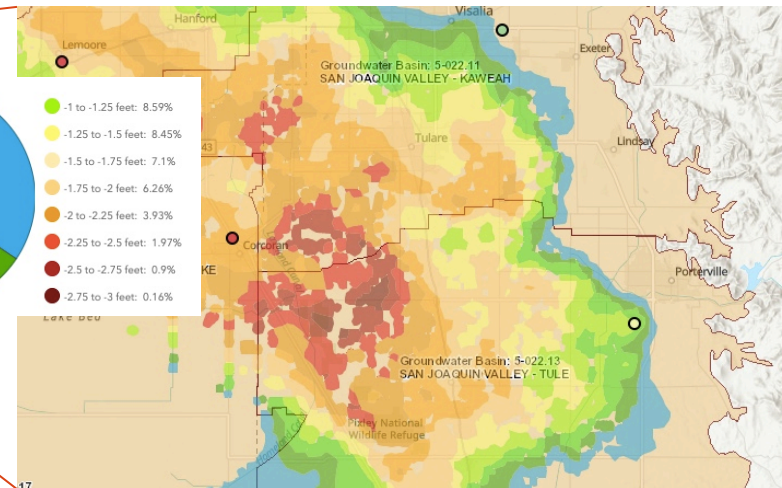 Visalia
Hanford
Lemoore
Exeter
Groundwater Basin: 5-022.11
SAN JOAQUIN VALLEY - KAWEAH
-1 to -1.25 feet: 8.59%
-1.25 to -1.5 feet: 8.45%
-1.5 to -1.75 feet: 7.1%
-1.75 to -2 feet: 6.26%
-2 to -2.25 feet: 3.93%
-2.25 to -2.5 feet: 1.97%
-2.5 to -2.75 feet: 0.9%
-2.75 to -3 feet: 0.16%
43
Tulare
Lindsay
Corcoran
KE
Porterville
Lake Bed
Groundwater Basin: 5-022.13
SAN JOAQUIN VALLEY - TULE
Pixley National
Wildlife Refuge
17